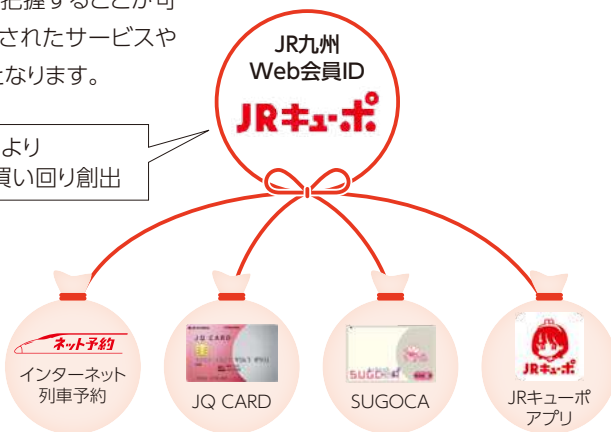 把握することが可
されたサービスや
なります。
JR九州
Web会員ID
JRキューポ
より
買い回り創出
ネット予約
インターネット
列車予約
JQ CARD
JQ CARD
SUGOCA
SUGOCA
JRキューポ
JRキューポ
アプリ